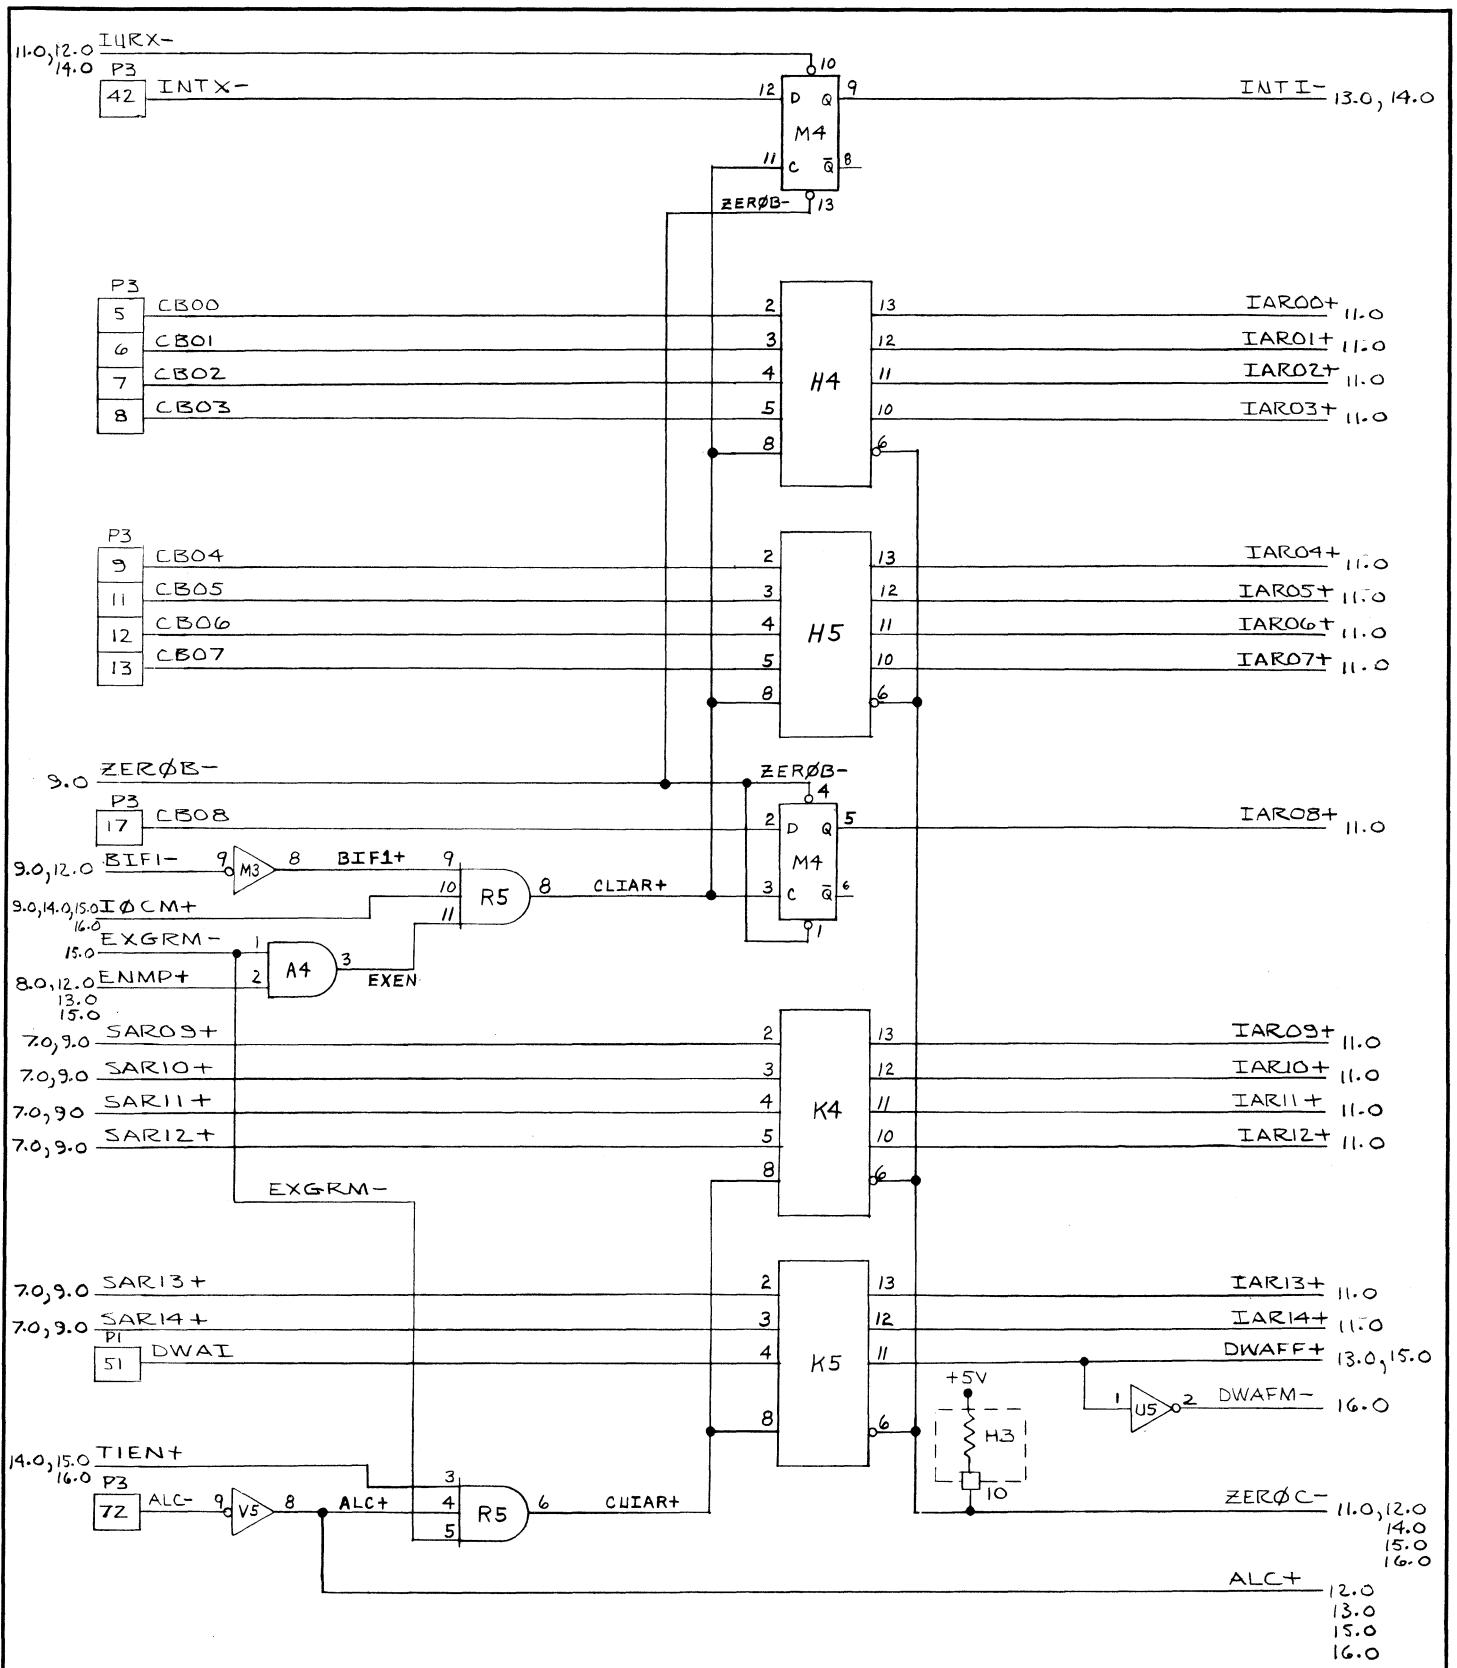 11.0,12.0 IURX- 10
14.0 P3
42 INTX- 12 D Q 9 INTI- 13.0, 14.0
M4
11 C Q̅ 8
ZERØB- 13
P3
5 CB00 2 13 IAR00+ 11.0
6 CB01 3 12 IAR01+ 11.0
7 CB02 4 H4 11 IAR02+ 11.0
8 CB03 5 10 IAR03+ 11.0
8 6
P3
9 CB04 2 13 IAR04+ 11.0
11 CB05 3 12 IAR05+ 11.0
12 CB06 4 H5 11 IAR06+ 11.0
13 CB07 5 10 IAR07+ 11.0
8 6
9.0 ZERØB- ZERØB- 4
P3
17 CB08 2 D Q 5 IAR08+ 11.0
9.0,12.0 BIF1- 9 M3 8 BIF1+ 9 M4
9.0,14.0,15.0 IØCM+ 10 R5 8 CLIAR+ 3 C Q̅ 6
16.0 11
15.0 EXGRM- 1 1
A4 3 EXEN
8.0,12.0 ENMP+ 2
13.0
15.0
7.0,9.0 SAR09+ 2 13 IAR09+ 11.0
7.0,9.0 SAR10+ 3 12 IAR10+ 11.0
7.0,90 SAR11+ 4 K4 11 IAR11+ 11.0
7.0,9.0 SAR12+ 5 10 IAR12+ 11.0
8 6
EXGRM-
7.0,9.0 SAR13+ 2 13 IAR13+ 11.0
7.0,9.0 SAR14+ 3 12 IAR14+ 11.0
P1
51 DWAI 4 K5 11 DWAFF+ 13.0,15.0
+5V
1 U5 2 DWAFM- 16.0
8 6 H3
14.0,15.0 TIEN+ 3
16.0 P3 10
72 ALC- 9 V5 8 ALC+ 4 R5 6 CUIAR+ ZERØC- 11.0,12.0
5 14.0
15.0
16.0
ALC+ 12.0
13.0
15.0
16.0